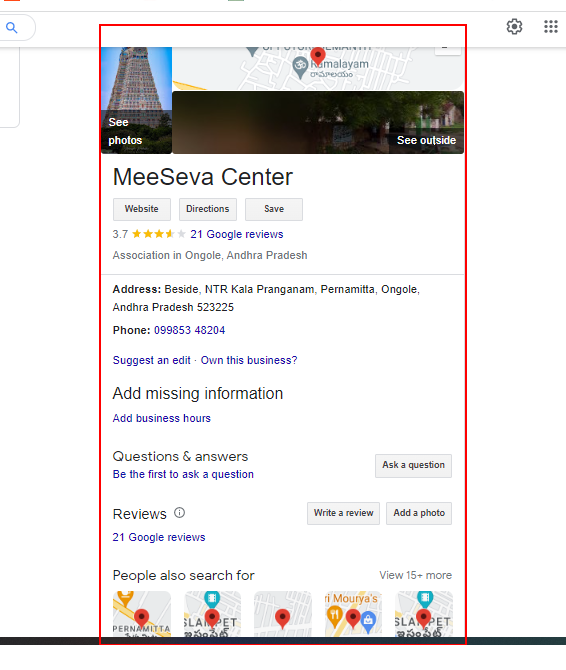 Ramalayam
రామాలయం
See
photos
See outside
MeeSeva Center
Website
Directions
Save
3.7
21 Google reviews
Association in Ongole, Andhra Pradesh
Address: Beside, NTR Kala Pranganam, Pernamitta, Ongole,
Andhra Pradesh 523225
Phone: 099853 48204
Suggest an edit · Own this business?
Add missing information
Add business hours
Questions & answers
Be the first to ask a question
Ask a question
Reviews
Write a review
Add a photo
21 Google reviews
People also search for
View 15+ more
PERNAMITTA
SLAMPET
ri Mourya's
SLAMPET